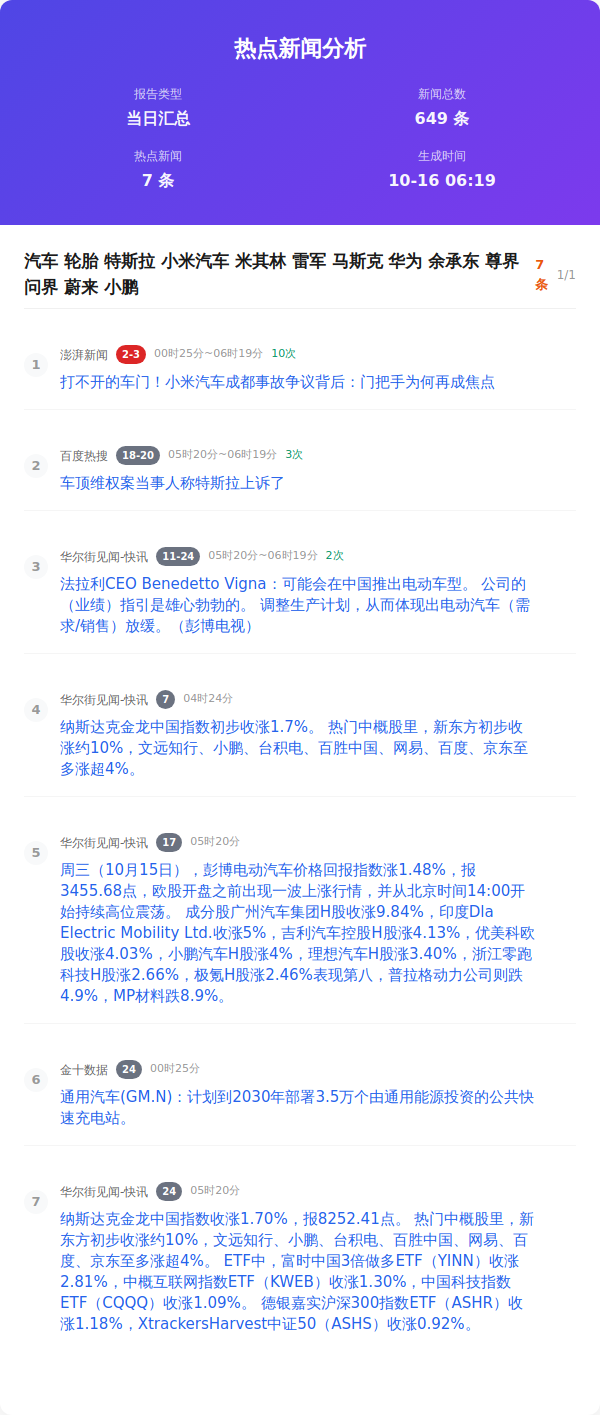 热点新闻分析
报告类型
当日汇总
新闻总数
649 条
热点新闻
7 条
生成时间
10-16 06:19
汽车 轮胎 特斯拉 小米汽车 米其林 雷军 马斯克 华为 余承东 尊界
问界 蔚来 小鹏
7
条
1/1
1
澎湃新闻 2-3 00时25分~06时19分 10次
打不开的车门！小米汽车成都事故争议背后：门把手为何再成焦点
2
百度热搜 18-20 05时20分~06时19分 3次
车顶维权案当事人称特斯拉上诉了
3
华尔街见闻-快讯 11-24 05时20分~06时19分 2次
法拉利CEO Benedetto Vigna：可能会在中国推出电动车型。 公司的
（业绩）指引是雄心勃勃的。 调整生产计划，从而体现出电动汽车（需
求/销售）放缓。（彭博电视）
4
华尔街见闻-快讯 7 04时24分
纳斯达克金龙中国指数初步收涨1.7%。 热门中概股里，新东方初步收
涨约10%，文远知行、小鹏、台积电、百胜中国、网易、百度、京东至
多涨超4%。
5
华尔街见闻-快讯 17 05时20分
周三（10月15日），彭博电动汽车价格回报指数涨1.48%，报
3455.68点，欧股开盘之前出现一波上涨行情，并从北京时间14:00开
始持续高位震荡。 成分股广州汽车集团H股收涨9.84%，印度Dla
Electric Mobility Ltd.收涨5%，吉利汽车控股H股涨4.13%，优美科欧
股收涨4.03%，小鹏汽车H股涨4%，理想汽车H股涨3.40%，浙江零跑
科技H股涨2.66%，极氪H股涨2.46%表现第八，普拉格动力公司则跌
4.9%，MP材料跌8.9%。
6
金十数据 24 00时25分
通用汽车(GM.N)：计划到2030年部署3.5万个由通用能源投资的公共快
速充电站。
7
华尔街见闻-快讯 24 05时20分
纳斯达克金龙中国指数收涨1.70%，报8252.41点。 热门中概股里，新
东方初步收涨约10%，文远知行、小鹏、台积电、百胜中国、网易、百
度、京东至多涨超4%。 ETF中，富时中国3倍做多ETF（YINN）收涨
2.81%，中概互联网指数ETF（KWEB）收涨1.30%，中国科技指数
ETF（CQQQ）收涨1.09%。 德银嘉实沪深300指数ETF（ASHR）收
涨1.18%，XtrackersHarvest中证50（ASHS）收涨0.92%。